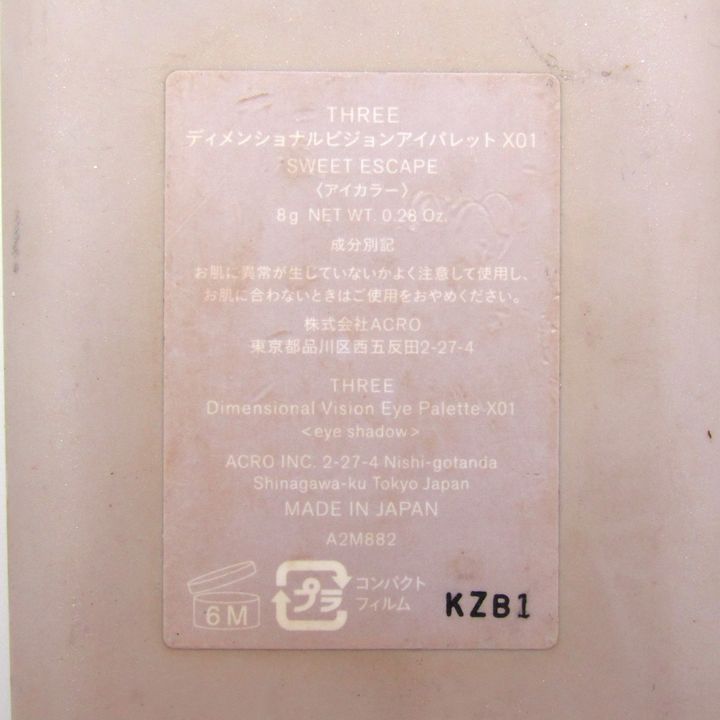 THREE
ディメンショナルビジョンアイパレット X01
SWEET ESCAPE
〈アイカラー〉
8g NET WT. 0.28 Oz.
成分別記
お肌に異常が生じていないかよく注意して使用し、
お肌に合わないときはご使用をおやめください。
株式会社ACRO
東京都品川区西五反田2-27-4
THREE
Dimensional Vision Eye Palette X01
<eye shadow>
ACRO INC. 2-27-4 Nishi-gotanda
Shinagawa-ku Tokyo Japan
MADE IN JAPAN
A2M882
6M
プラ
コンパクト
フィルム
KZB1